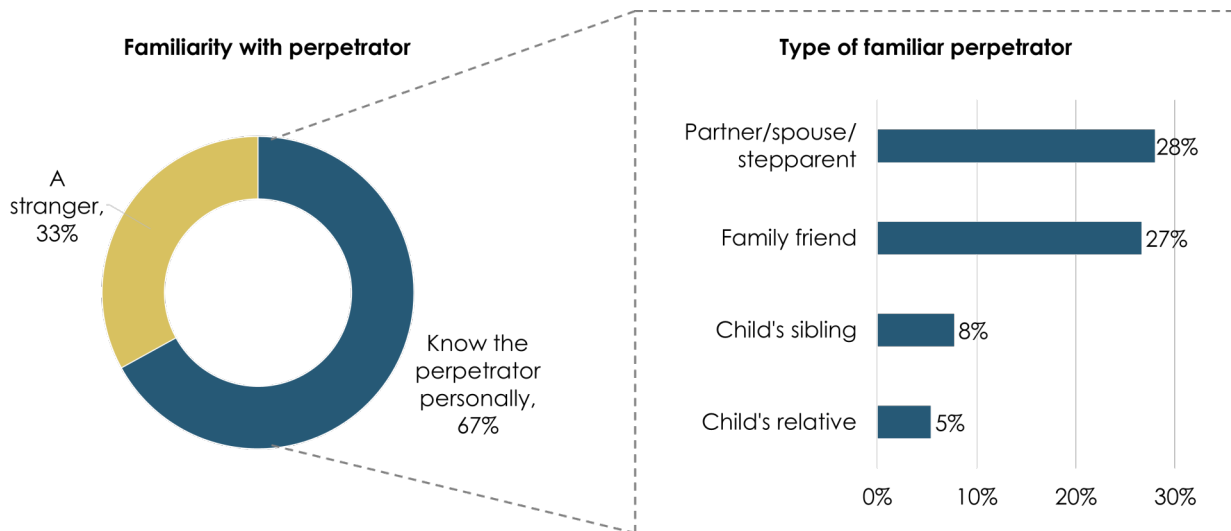 Familiarity with perpetrator
A
stranger,
33%
Know the
perpetrator
personally,
67%
Type of familiar perpetrator
Partner/spouse/
stepparent
28%
Family friend
27%
Child's sibling
8%
Child's relative
5%
0%
10%
20%
30%